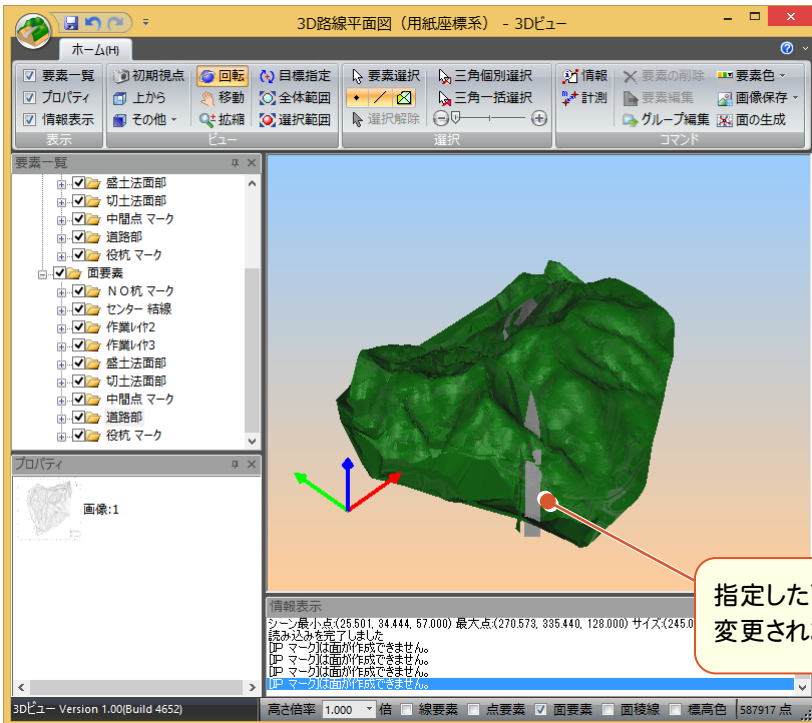 3D路線平面図（用紙座標系） - 3Dビュー
ホーム(H)
要素一覧 初期視点 回転 目標指定 要素選択 三角個別選択 情報 要素の削除 要素色
プロパティ 上から 移動 全体範囲 三角一括選択 計測 要素編集 画像保存
情報表示 その他 拡縮 選択範囲 選択解除 グループ編集 面の生成
表示 ビュー 選択 コマンド
要素一覧
盛土法面部
切土法面部
中間点 マーク
道路部
役杭 マーク
面要素
ＮＯ杭 マーク
センター 結線
作業ﾚｲﾔ2
作業ﾚｲﾔ3
盛土法面部
切土法面部
中間点 マーク
道路部
役杭 マーク
プロパティ
画像:1
指定した
変更され
情報表示
シーン最小点:(25.501, 34.444, 57.000) 最大点:(270.573, 335.440, 128.000) サイズ:(245.0
読み込みを完了しました
[IP マーク]は面が作成できません。
[IP マーク]は面が作成できません。
[IP マーク]は面が作成できません。
[IP マーク]は面が作成できません。
3Dビュー Version 1.00(Build 4652) 高さ倍率 1.000 倍 線要素 点要素 面要素 面稜線 標高色 587917 点